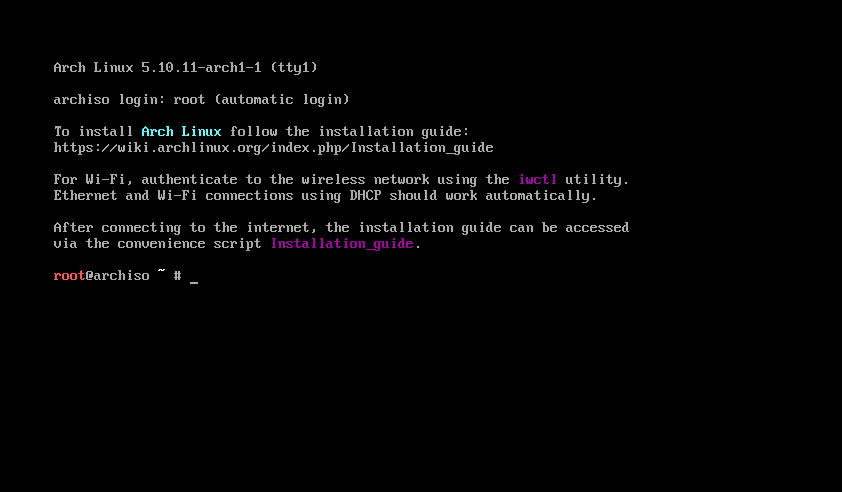 Arch Linux 5.10.11-arch1-1 (tty1)
archiso login: root (automatic login)
To install Arch Linux follow the installation guide:
https://wiki.archlinux.org/index.php/Installation_guide
For Wi-Fi, authenticate to the wireless network using the iwctl utility.
Ethernet and Wi-Fi connections using DHCP should work automatically.
After connecting to the internet, the installation guide can be accessed
via the convenience script Installation_guide.
root@archiso ~ # _